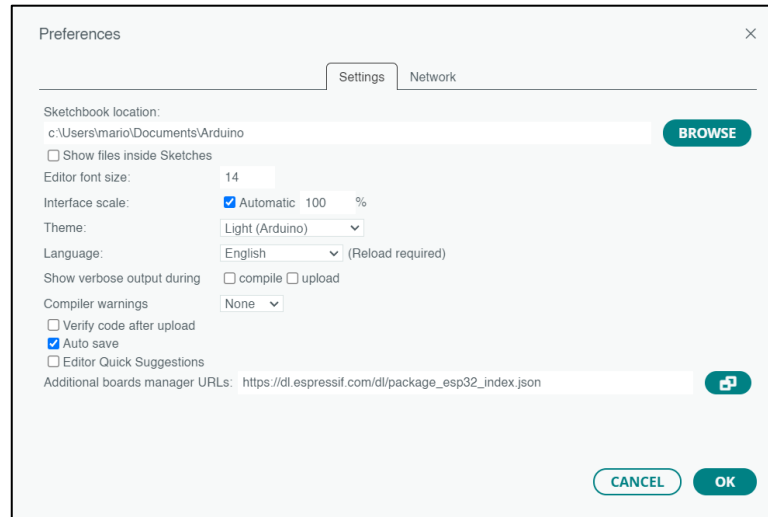 Preferences
Settings Network
Sketchbook location:
c:\Users\mario\Documents\Arduino BROWSE
Show files inside Sketches
Editor font size: 14
Interface scale: Automatic 100 %
Theme: Light (Arduino)
Language: English (Reload required)
Show verbose output during compile upload
Compiler warnings None
Verify code after upload
Auto save
Editor Quick Suggestions
Additional boards manager URLs: https://dl.espressif.com/dl/package_esp32_index.json
CANCEL OK